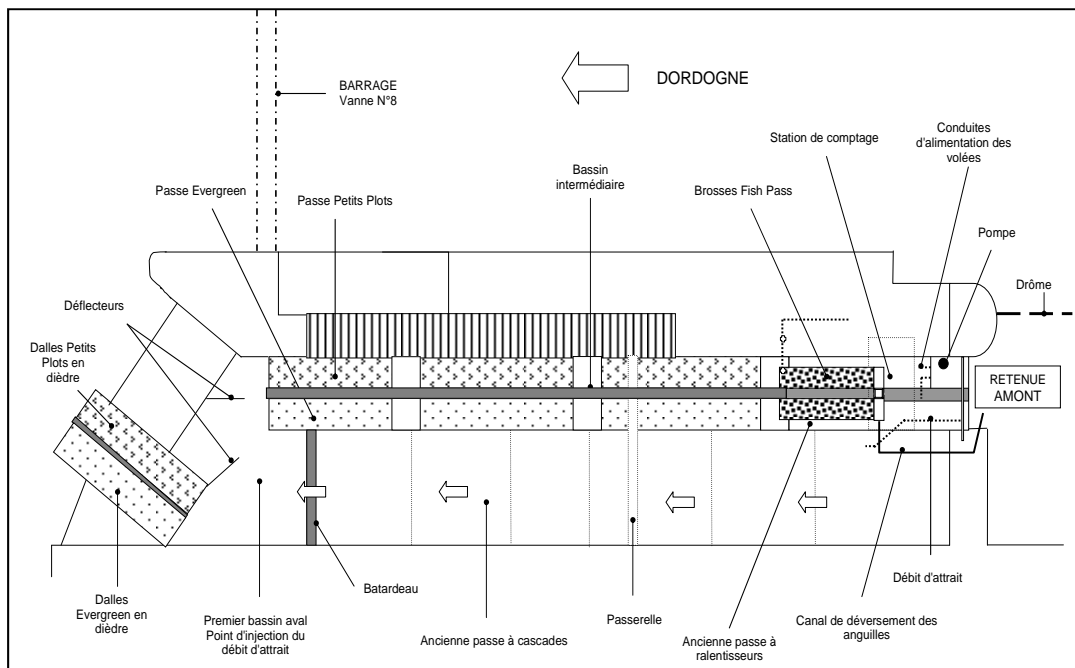 DORDOGNE
BARRAGE
Vanne N°8
Station de comptage
Conduites
d'alimentation des
volées
Bassin
intermédiaire
Passe Evergreen
Passe Petits Plots
Brosses Fish Pass
Pompe
Drôme
Déflecteurs
Dalles Petits
Plots en
dièdre
RETENUE
AMONT
Dalles
Evergreen en
dièdre
Premier bassin aval
Point d'injection du
débit d'attrait
Batardeau
Ancienne passe à cascades
Passerelle
Ancienne passe à
ralentisseurs
Débit d'attrait
Canal de déversement des
anguilles